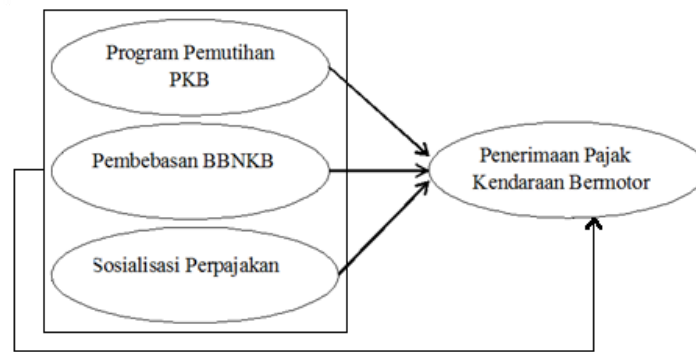 Program Pemutihan
PKB
Pembebasan BBNKB
Sosialisasi Perpajakan
Penerimaan Pajak
Kendaraan Bermotor